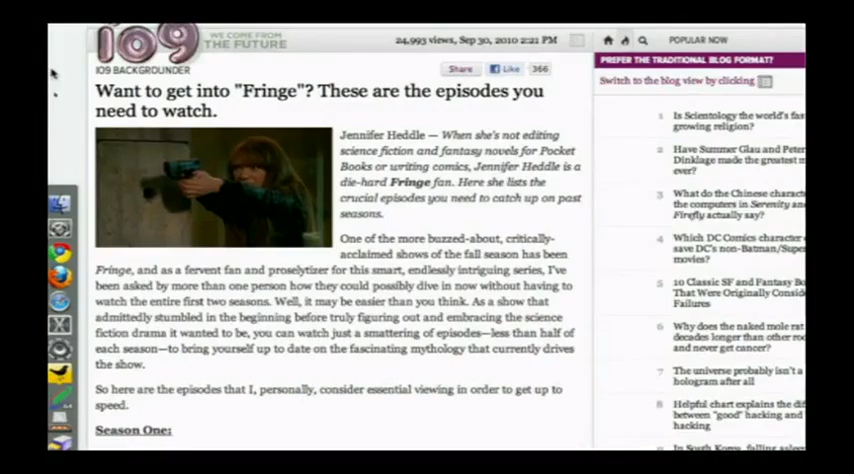 io9
WE COME FROM
THE FUTURE
24,993 views, Sep 30, 2010 2:21 PM
POPULAR NOW
IO9 BACKGROUNDER
Share
Like
366
PREFER THE TRADITIONAL BLOG FORMAT?
Switch to the blog view by clicking
Want to get into "Fringe"? These are the episodes you
need to watch.
Jennifer Heddle — When she's not editing
science fiction and fantasy novels for Pocket
Books or writing comics, Jennifer Heddle is a
die-hard Fringe fan. Here she lists the
crucial episodes you need to catch up on past
seasons.
One of the more buzzed-about, critically-
acclaimed shows of the fall season has been
Fringe, and as a fervent fan and proselytizer for this smart, endlessly intriguing series, I've
been asked by more than one person how they could possibly dive in now without having to
watch the entire first two seasons. Well, it may be easier than you think. As a show that
admittedly stumbled in the beginning before truly figuring out and embracing the science
fiction drama it wanted to be, you can watch just a smattering of episodes—less than half of
each season—to bring yourself up to date on the fascinating mythology that currently drives
the show.
So here are the episodes that I, personally, consider essential viewing in order to get up to
speed.
Season One:
1 Is Scientology the world's fas
growing religion?
2 Have Summer Glau and Peter
Dinklage made the greatest m
ever?
3 What do the Chinese charact
the computers in Serenity and
Firefly actually say?
4 Which DC Comics character
save DC's non-Batman/Supe
movies?
5 10 Classic SF and Fantasy Bo
That Were Originally Consid
Failures
6 Why does the naked mole rat
decades longer than other roo
and never get cancer?
7 The universe probably isn't a
hologram after all
8 Helpful chart explains the dif
between "good" hacking and
hacking
In South Korea, falling asleep